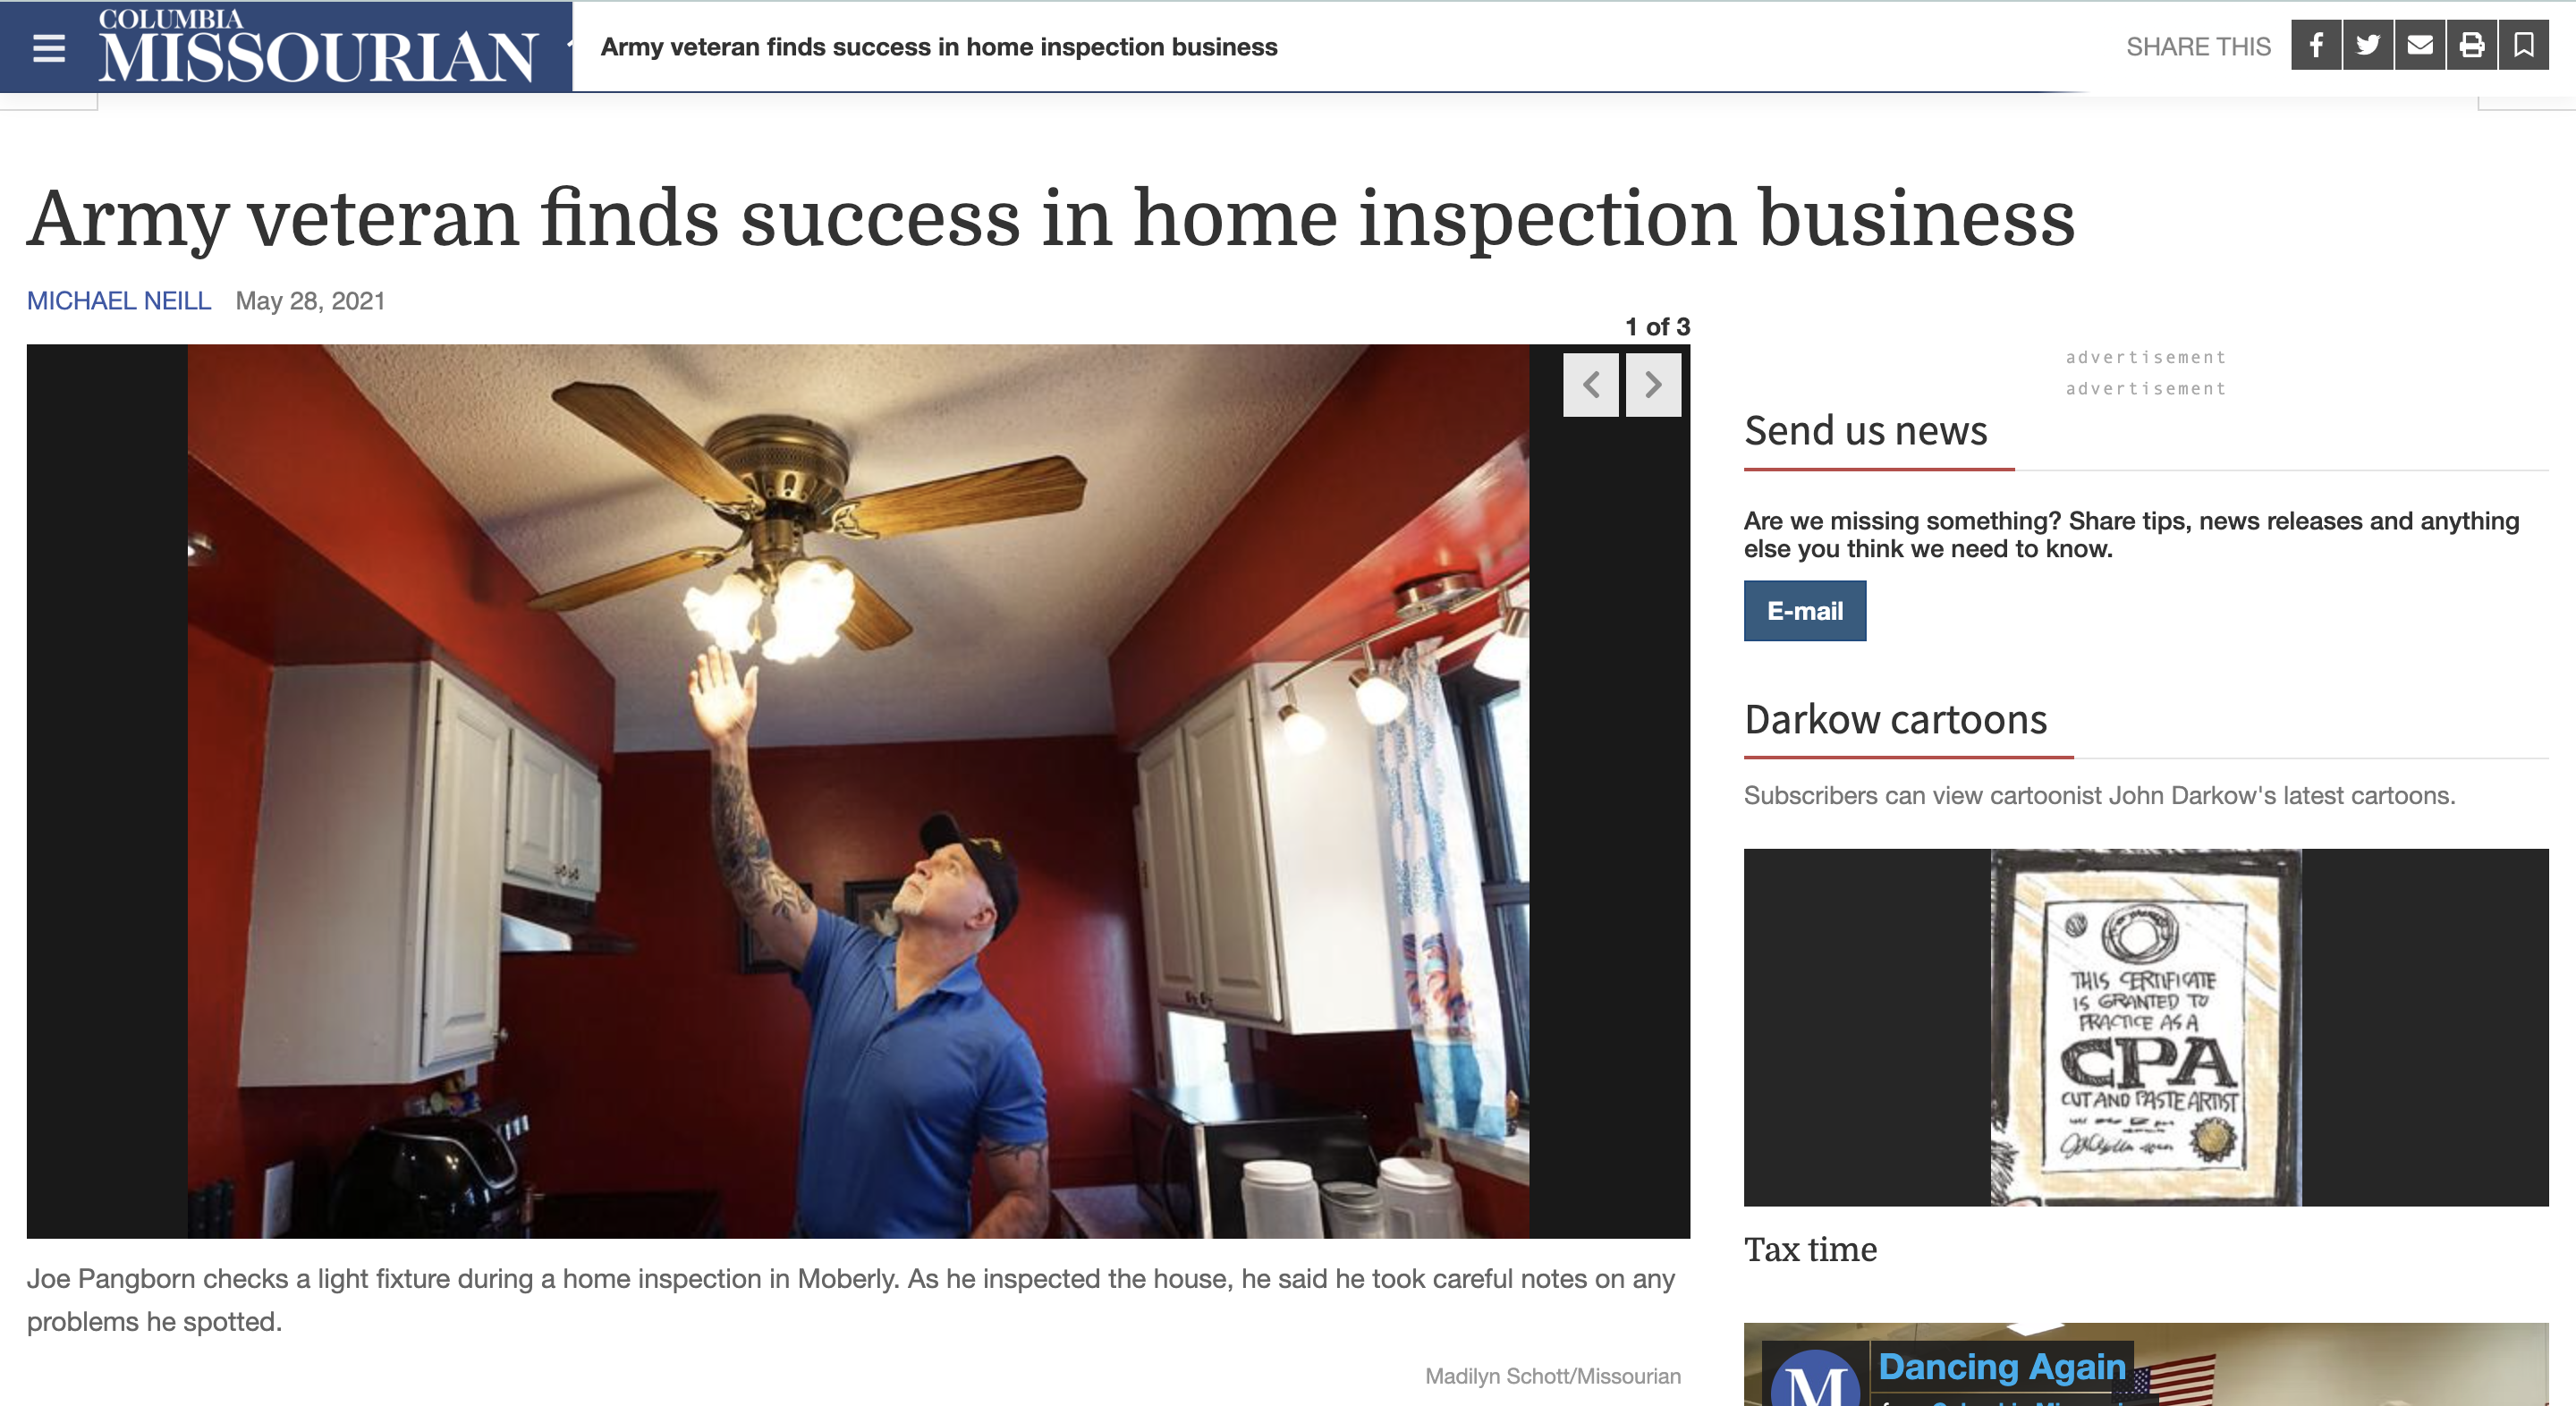 COLUMBIA
MISSOURIAN
Army veteran finds success in home inspection business
SHARE THIS
Army veteran finds success in home inspection business
MICHAEL NEILL May 28, 2021
1 of 3
Joe Pangborn checks a light fixture during a home inspection in Moberly. As he inspected the house, he said he took careful notes on any
problems he spotted.
Madilyn Schott/Missourian
advertisement
advertisement
Send us news
Are we missing something? Share tips, news releases and anything
else you think we need to know.
E-mail
Darkow cartoons
Subscribers can view cartoonist John Darkow's latest cartoons.
THIS CERTIFICATE
IS GRANTED TO
PRACTICE AS A
CPA
CUT AND PASTE ARTIST
Tax time
M
Dancing Again